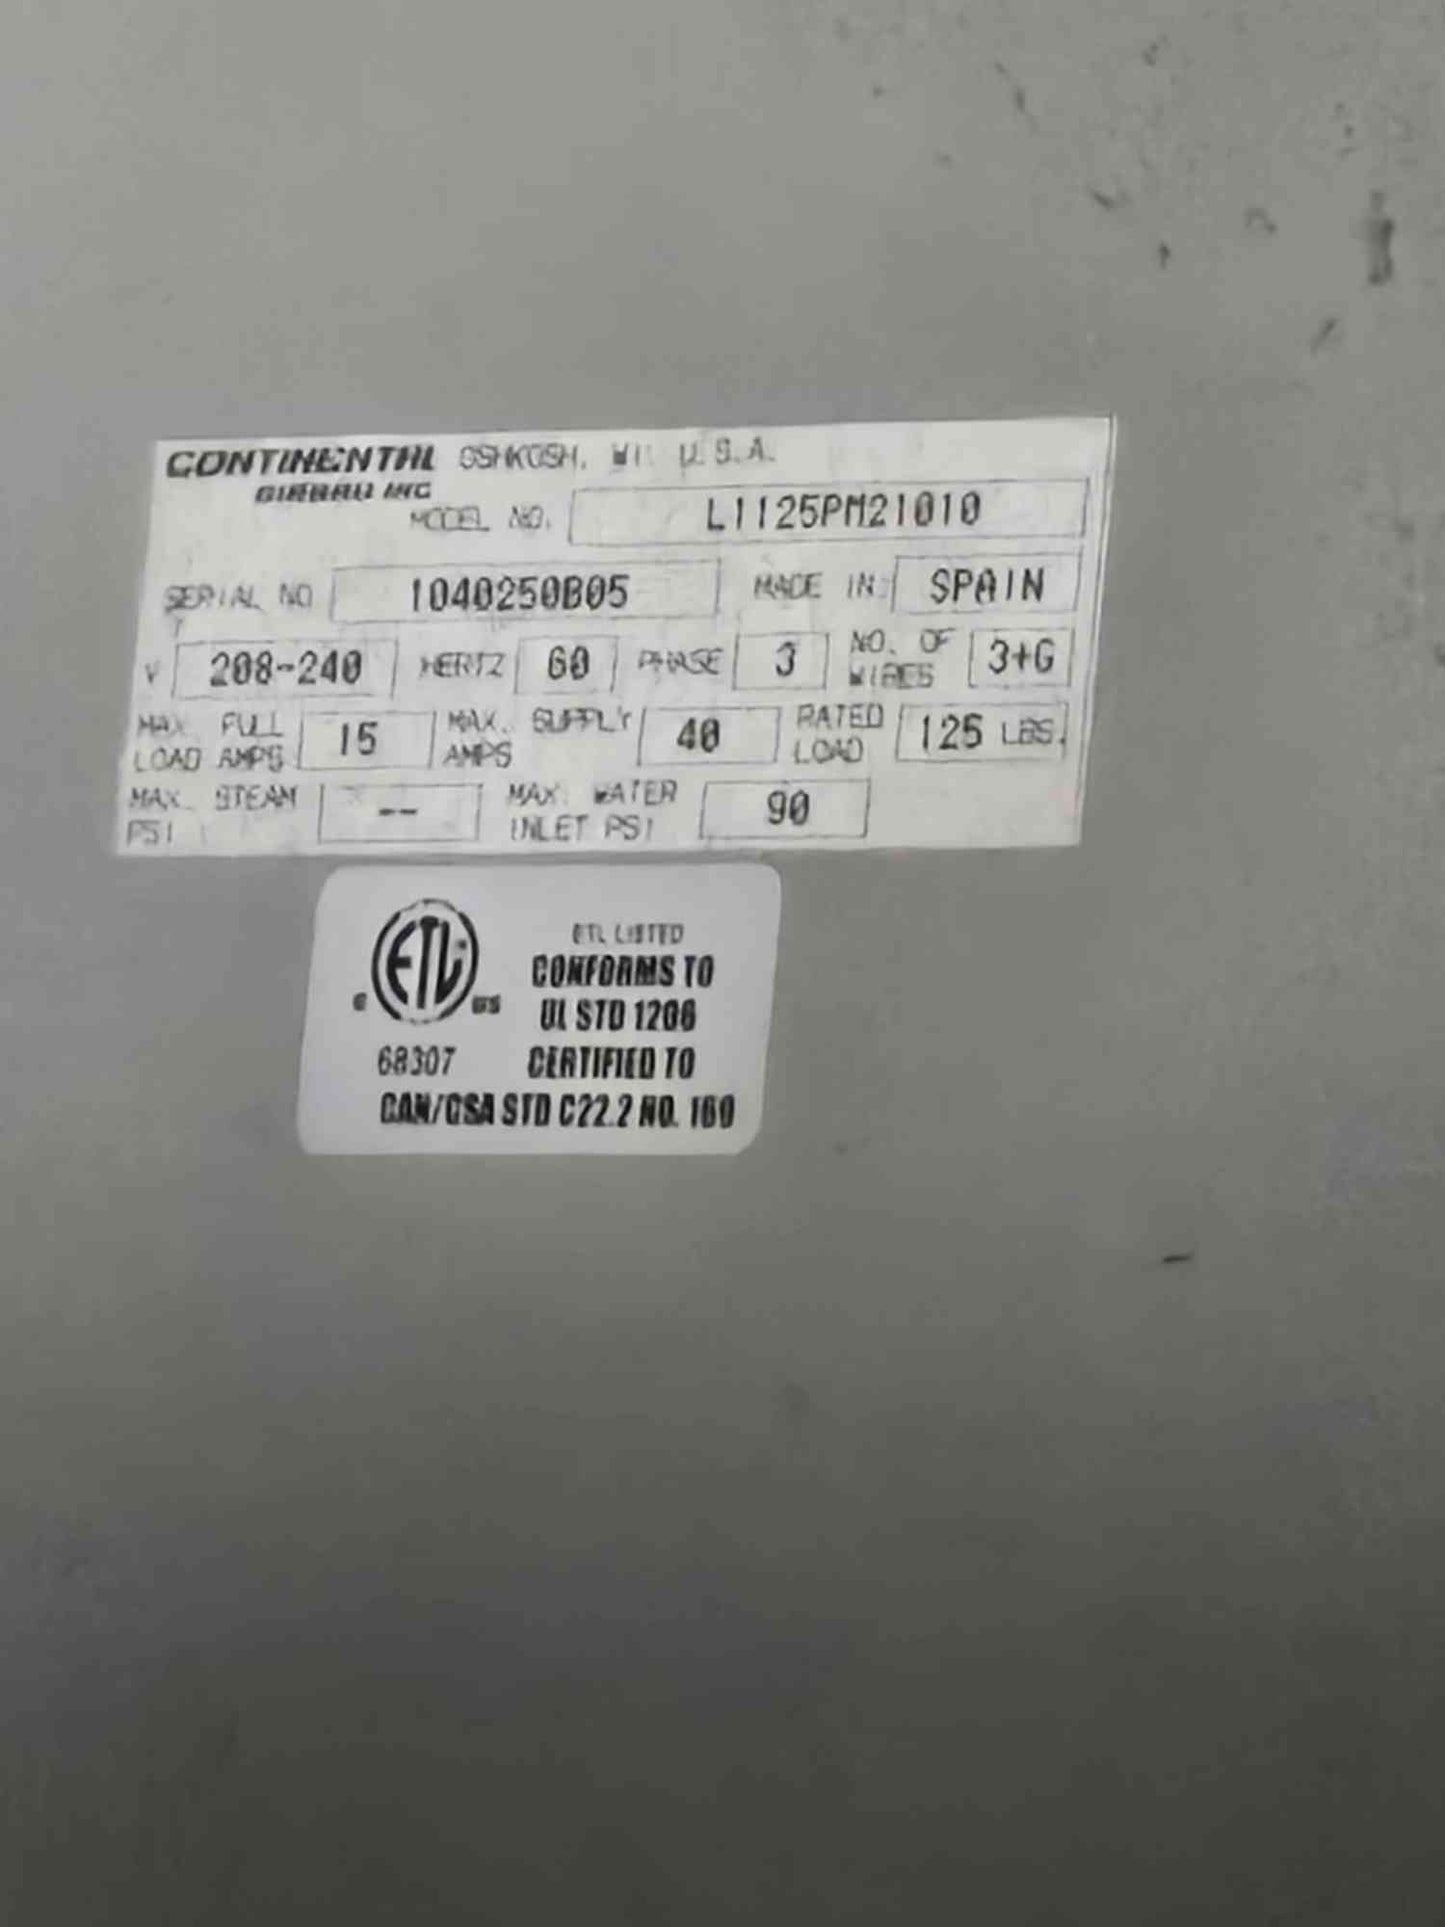 CONTINENTAL OSHKOSH, WI. U.S.A.
GIRBAU INC
MODEL NO. L1125PM21010
SERIAL NO 1040250B05 MADE IN: SPAIN
V 208-240 HERTZ 60 PHASE 3 NO. OF WIRES 3+G
MAX. FULL LOAD AMPS 15 MAX. SUPPLY AMPS 40 RATED LOAD 125 LBS.
MAX. STEAM PSI -- MAX. WATER INLET PSI 90
ETL LISTED
CONFORMS TO
UL STD 1206
68307 CERTIFIED TO
CAN/CSA STD C22.2 NO. 160
ETL
C US